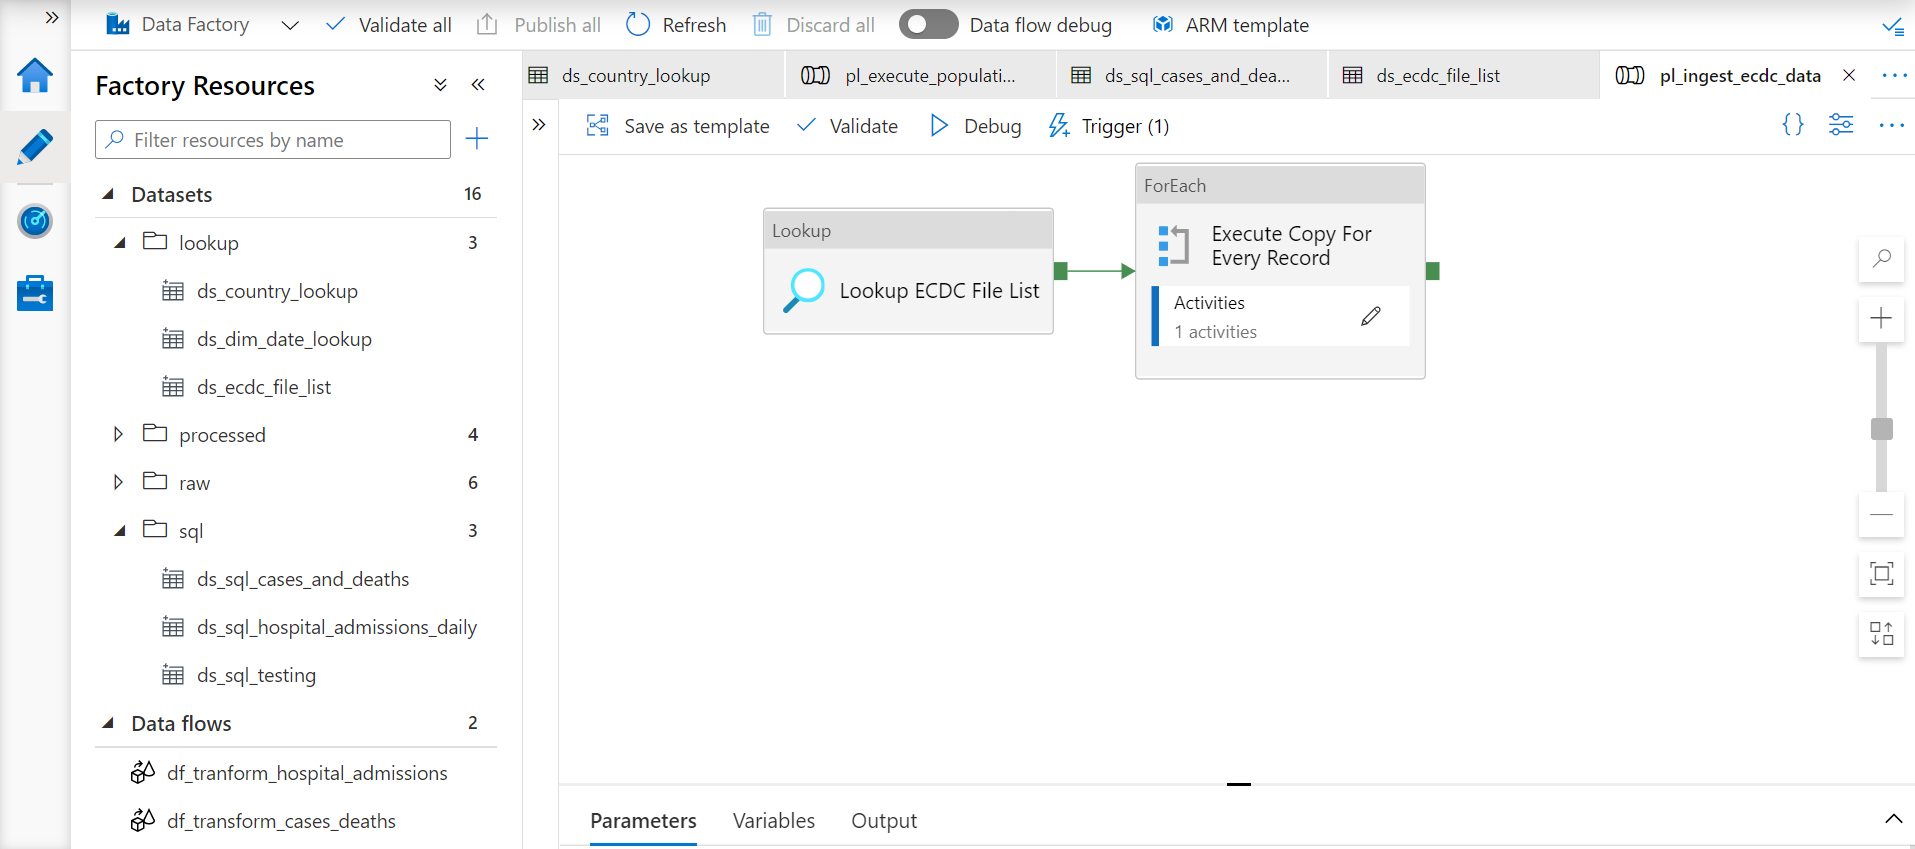 Data Factory
Validate all
Publish all
Refresh
Discard all
Data flow debug
ARM template
Factory Resources
Filter resources by name
Datasets 16
lookup 3
ds_country_lookup
ds_dim_date_lookup
ds_ecdc_file_list
processed 4
raw 6
sql 3
ds_sql_cases_and_deaths
ds_sql_hospital_admissions_daily
ds_sql_testing
Data flows 2
df_tranform_hospital_admissions
df_transform_cases_deaths
ds_country_lookup
pl_execute_populati...
ds_sql_cases_and_dea...
ds_ecdc_file_list
pl_ingest_ecdc_data
Save as template
Validate
Debug
Trigger (1)
Lookup
Lookup ECDC File List
ForEach
Execute Copy For
Every Record
Activities
1 activities
Parameters
Variables
Output